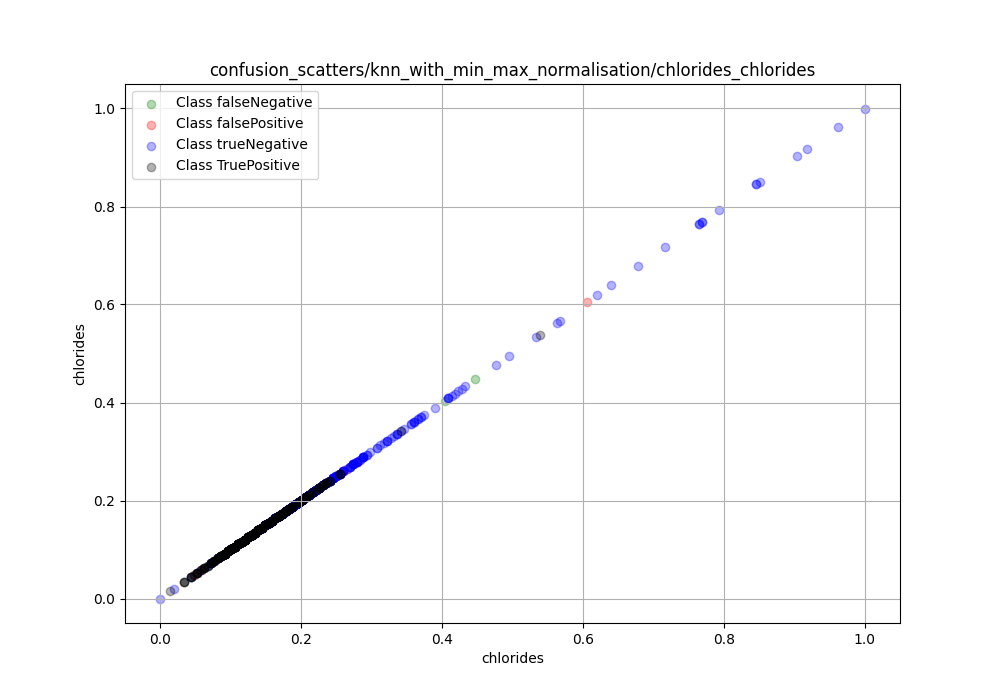 confusion_scatters/knn_with_min_max_normalisation/chlorides_chlorides
Class falseNegative
Class falsePositive
Class trueNegative
Class TruePositive
1.0
0.8
0.6
0.4
0.2
0.0
chlorides
0.0 0.2 0.4 0.6 0.8 1.0
chlorides